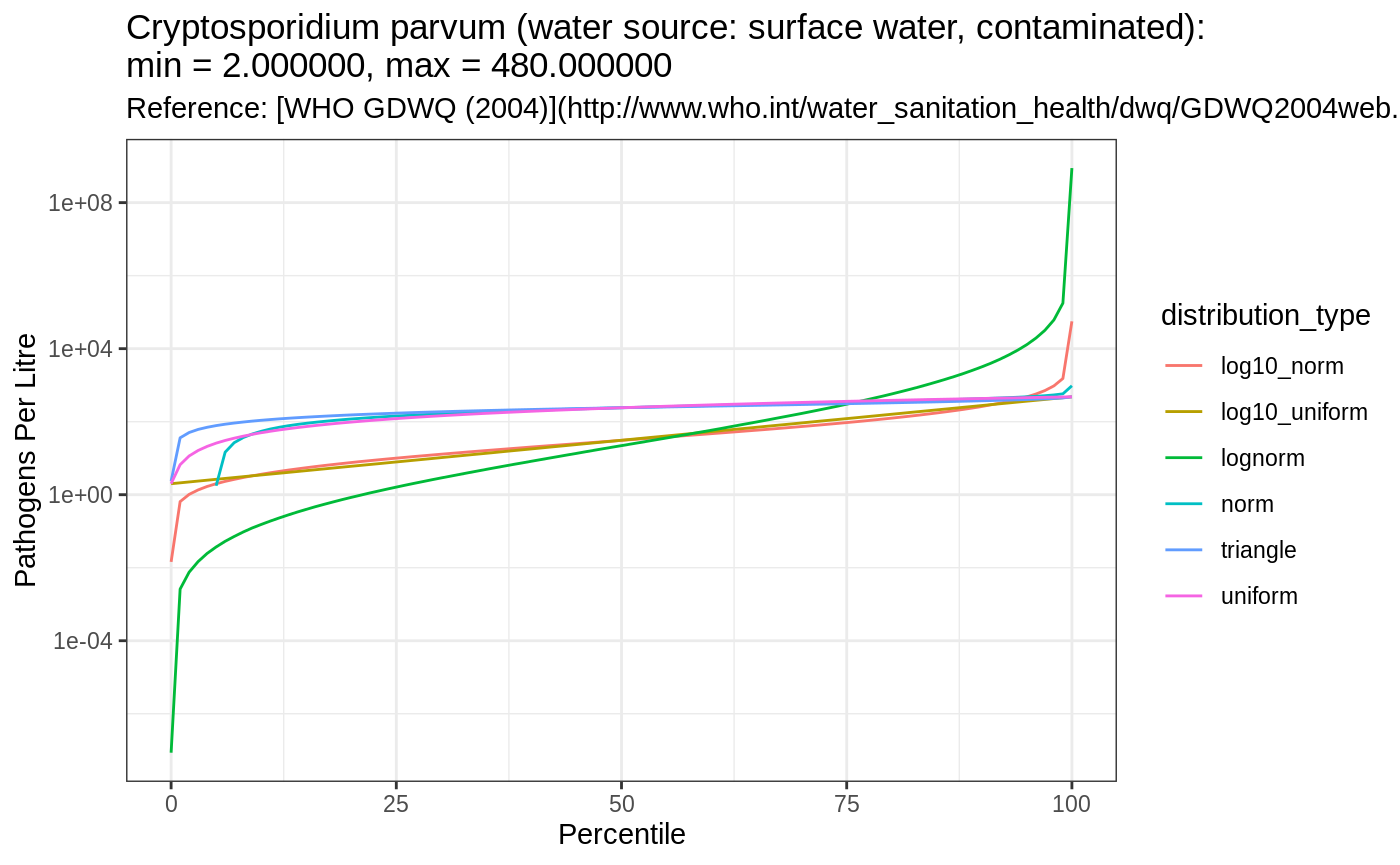 Cryptosporidium parvum (water source: surface water, contaminated):
min = 2.000000, max = 480.000000
Reference: [WHO GDWQ (2004)](http://www.who.int/water_sanitation_health/dwq/GDWQ2004web.
Pathogens Per Litre
1e+08
1e+04
1e+00
1e-04
0 25 50 75 100
Percentile
distribution_type
log10_norm
log10_uniform
lognorm
norm
triangle
uniform